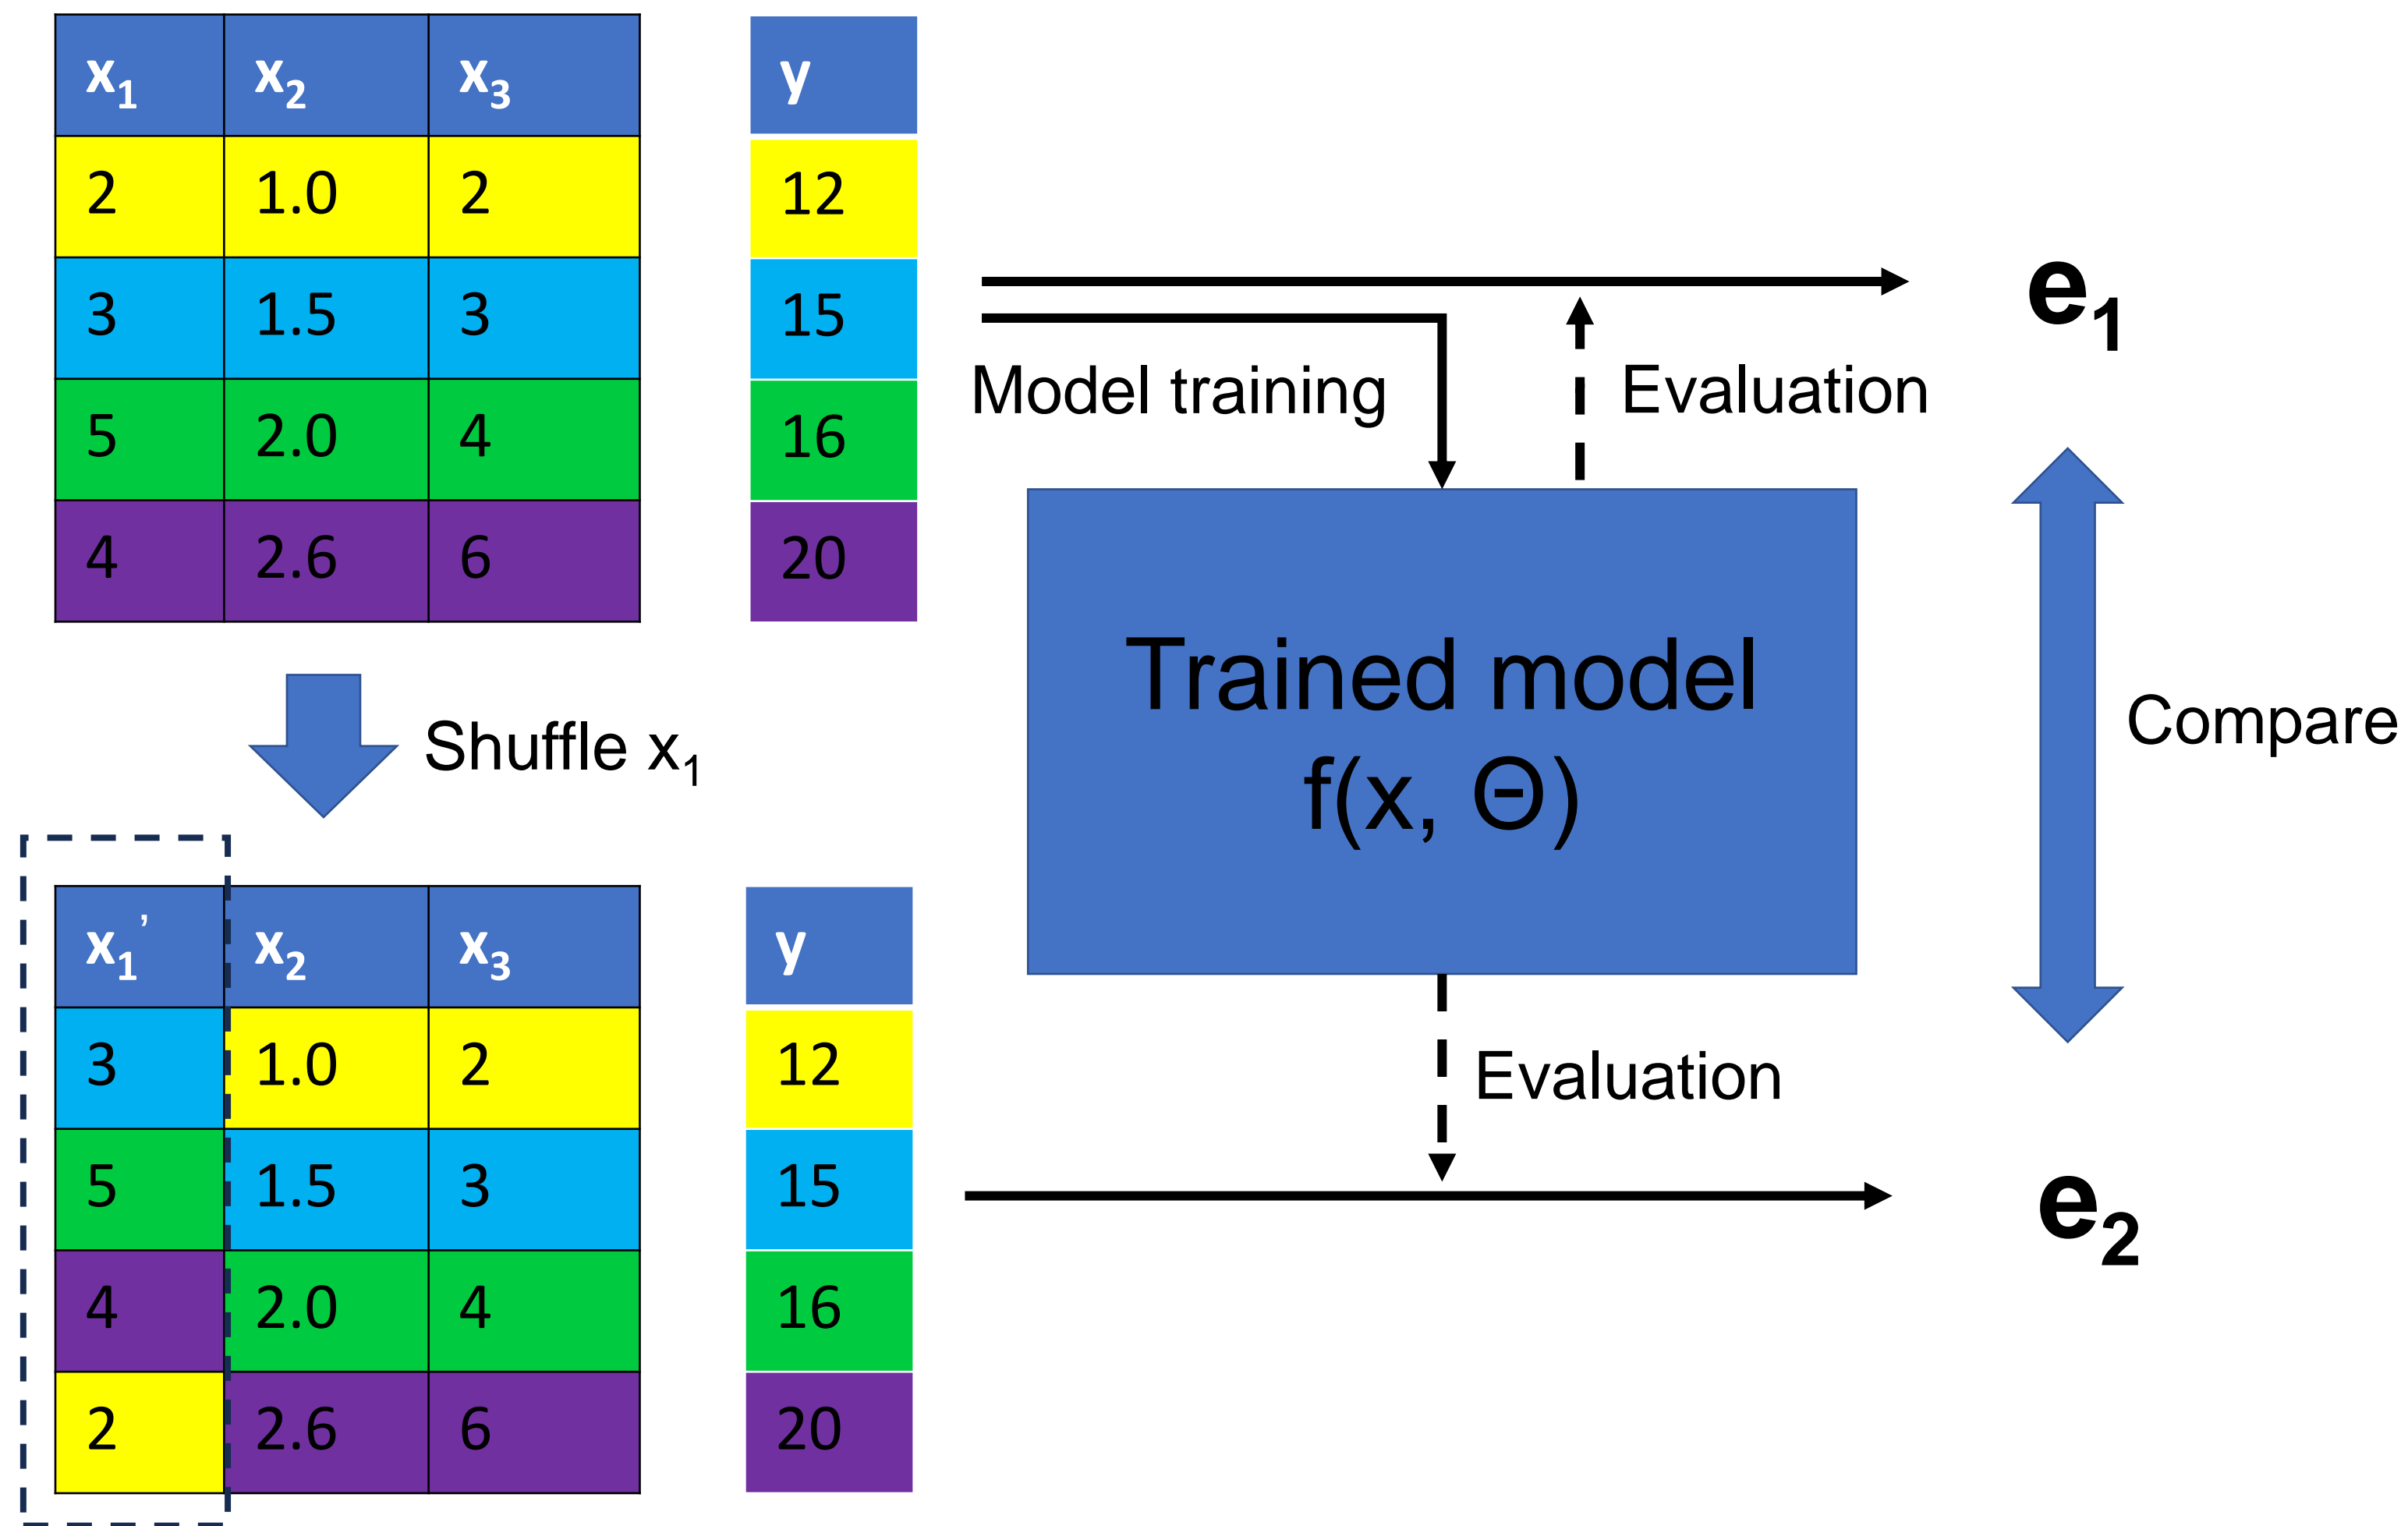 x₁ x₂ x₃ y
2 1.0 2 12
3 1.5 3 15
5 2.0 4 16
4 2.6 6 20
e₁
Model training
Evaluation
Trained model
f(x, Θ)
Compare
Shuffle x₁
x₁’ x₂ x₃ y
3 1.0 2 12
5 1.5 3 15
4 2.0 4 16
2 2.6 6 20
Evaluation
e₂